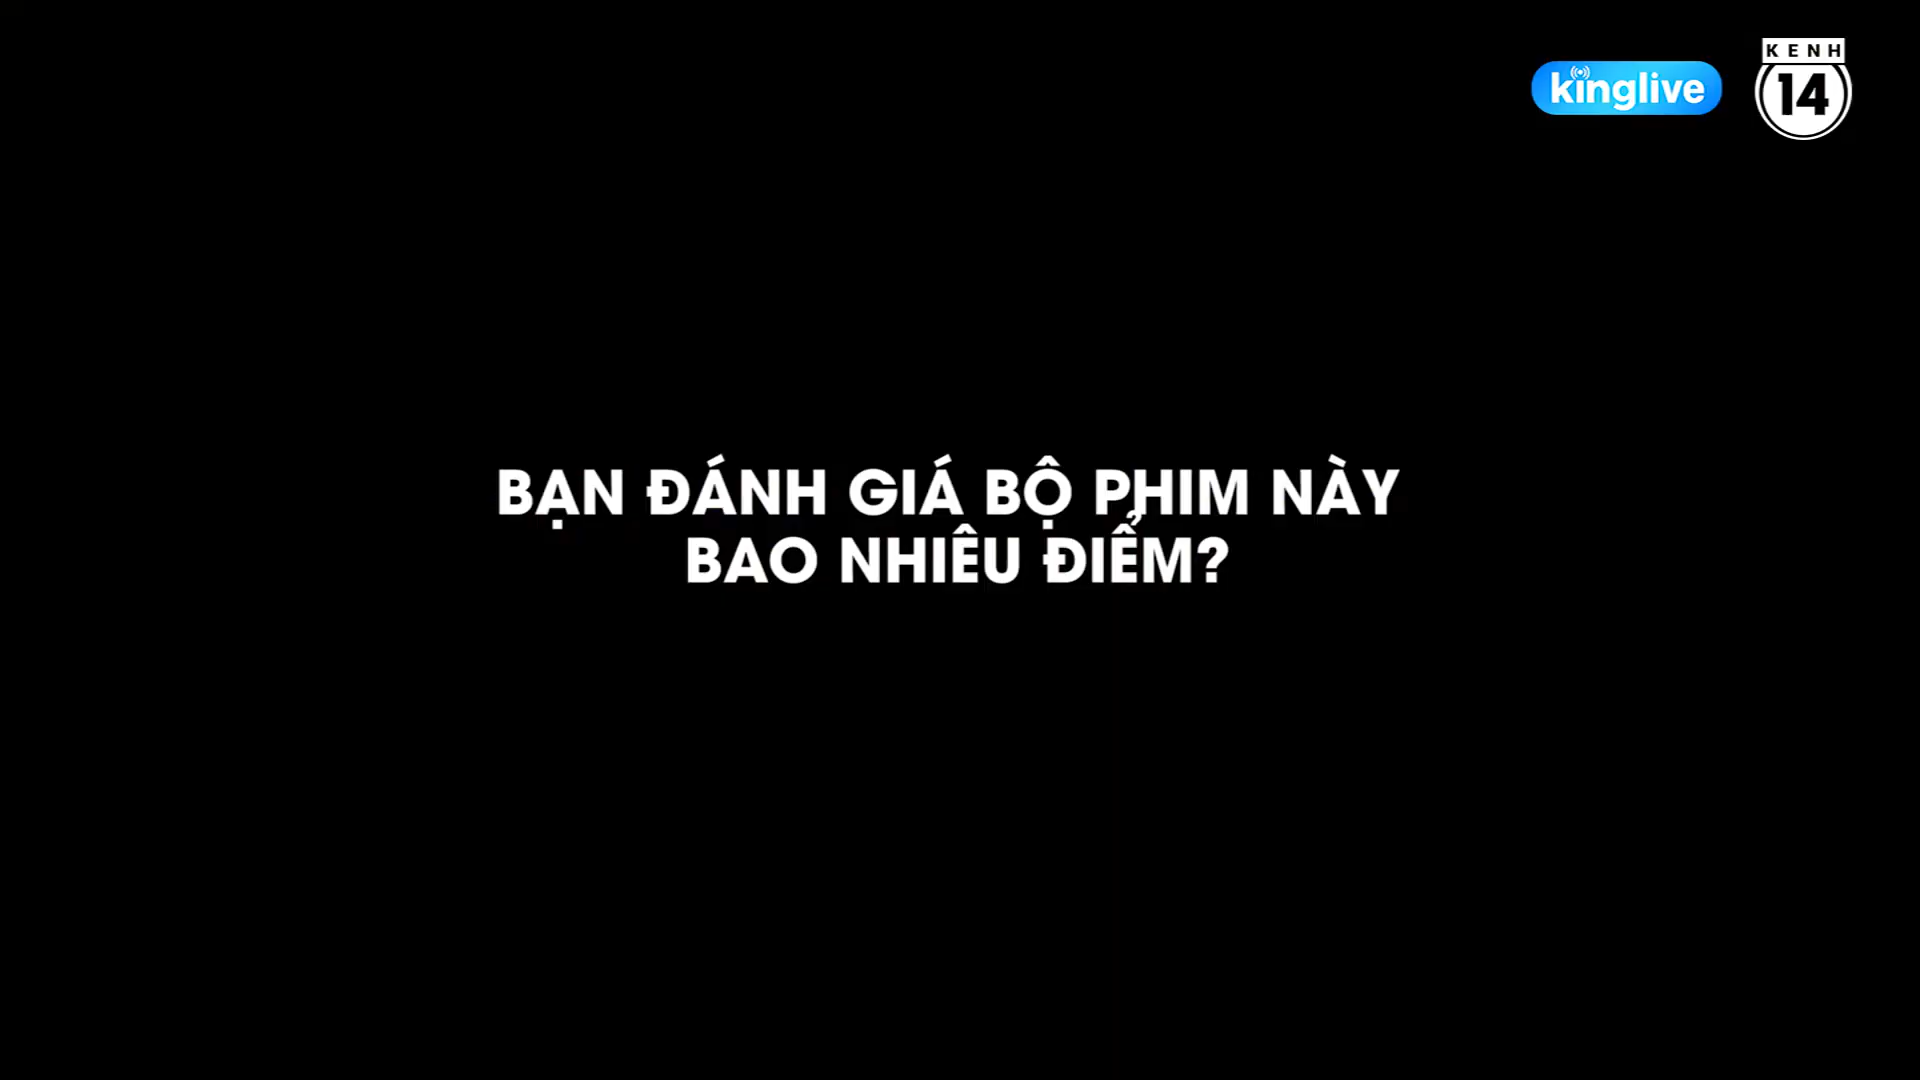 KENH
kinglive
14
BẠN ĐÁNH GIÁ BỘ PHIM NÀY
BAO NHIÊU ĐIỂM?